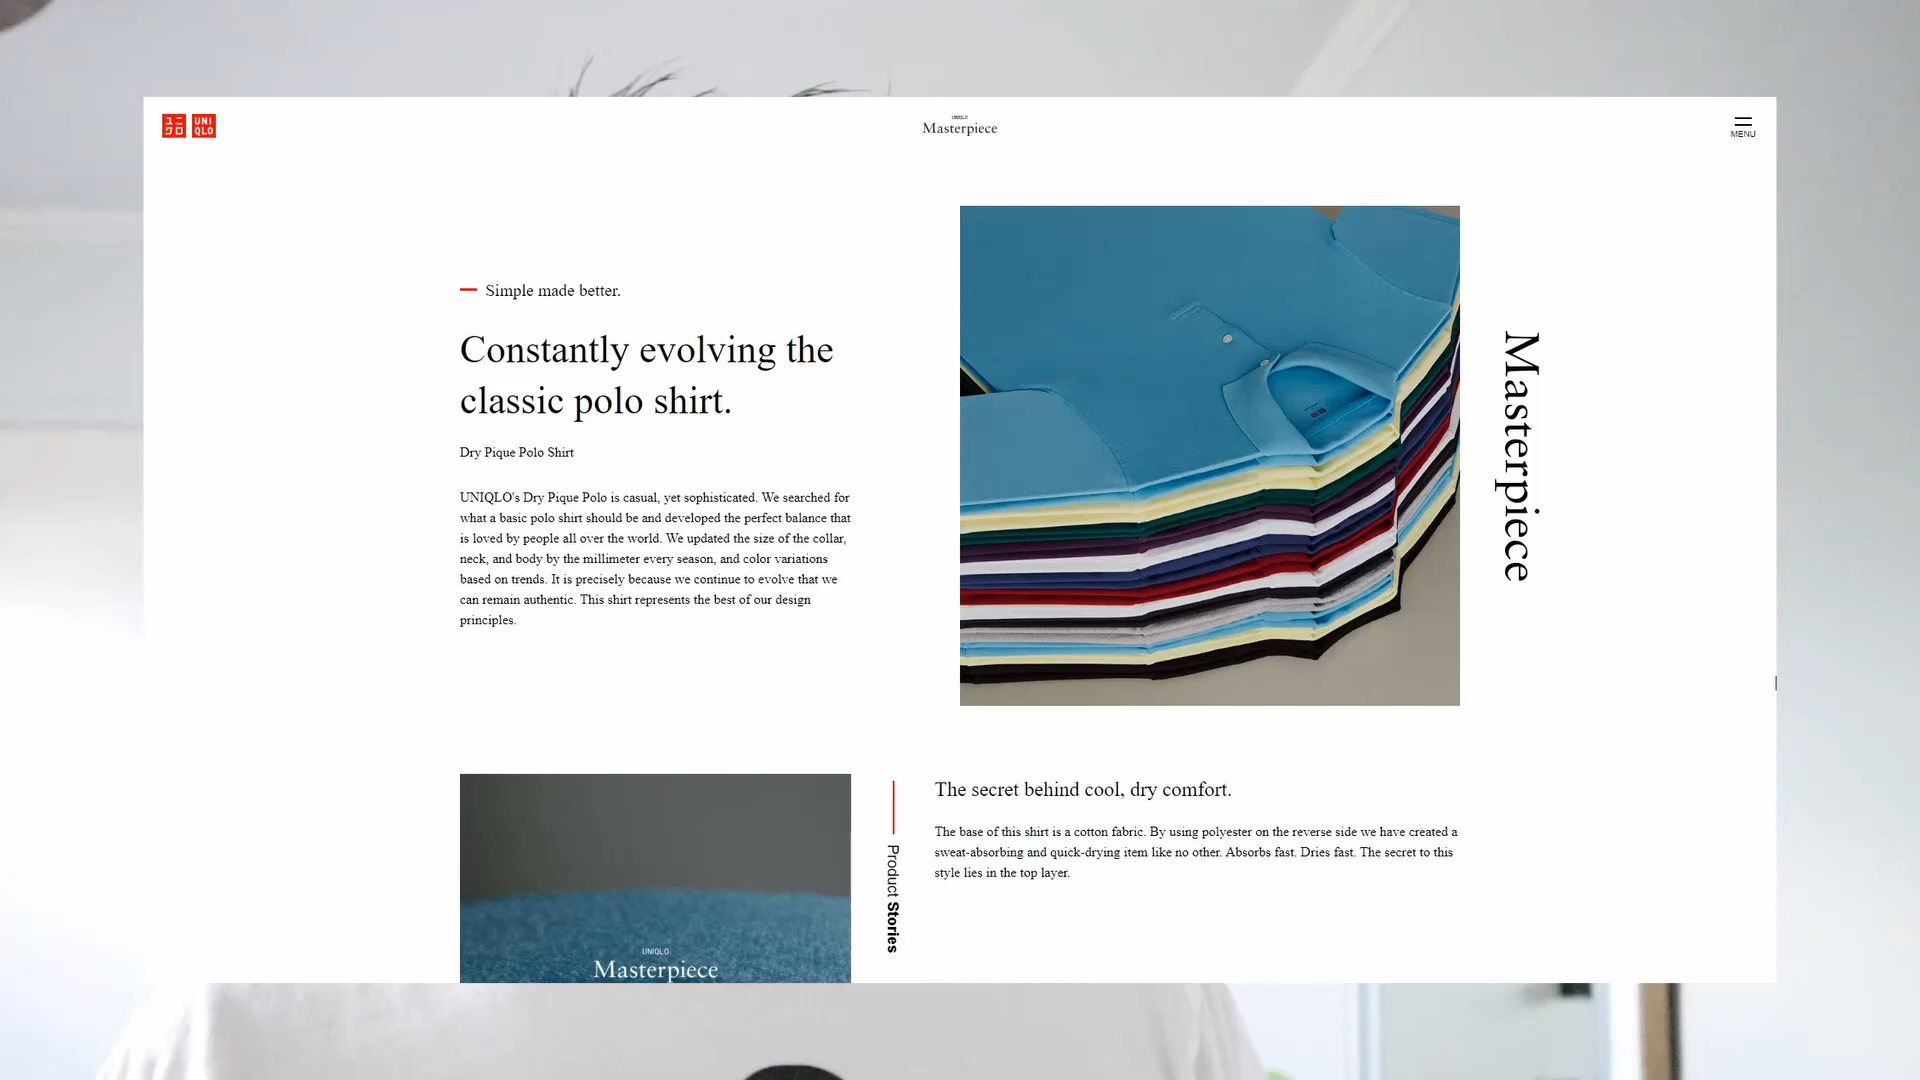 ユニ
クロ
UNI
QLO
UNIQLO
Masterpiece
MENU
Simple made better.
Constantly evolving the
classic polo shirt.
Dry Pique Polo Shirt
UNIQLO's Dry Pique Polo is casual, yet sophisticated. We searched for
what a basic polo shirt should be and developed the perfect balance that
is loved by people all over the world. We updated the size of the collar,
neck, and body by the millimeter every season, and color variations
based on trends. It is precisely because we continue to evolve that we
can remain authentic. This shirt represents the best of our design
principles.
Masterpiece
UNIQLO
Masterpiece
Product Stories
The secret behind cool, dry comfort.
The base of this shirt is a cotton fabric. By using polyester on the reverse side we have created a
sweat-absorbing and quick-drying item like no other. Absorbs fast. Dries fast. The secret to this
style lies in the top layer.